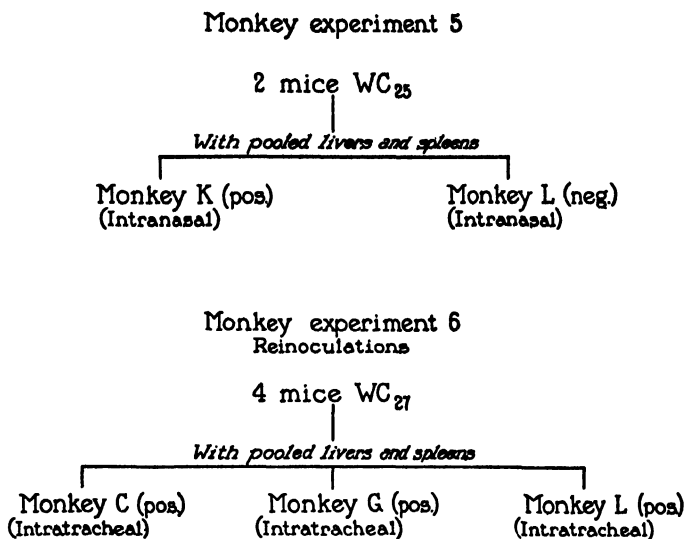 Monkey experiment 5
2 mice WC25
With pooled livers and spleens
Monkey K (pos.) Monkey L (neg.)
(Intranasal) (Intranasal)
Monkey experiment 6
Reinoculations
4 mice WC27
With pooled livers and spleens
Monkey C (pos.) Monkey G (pos.) Monkey L (pos.)
(Intratracheal) (Intratracheal) (Intratracheal)